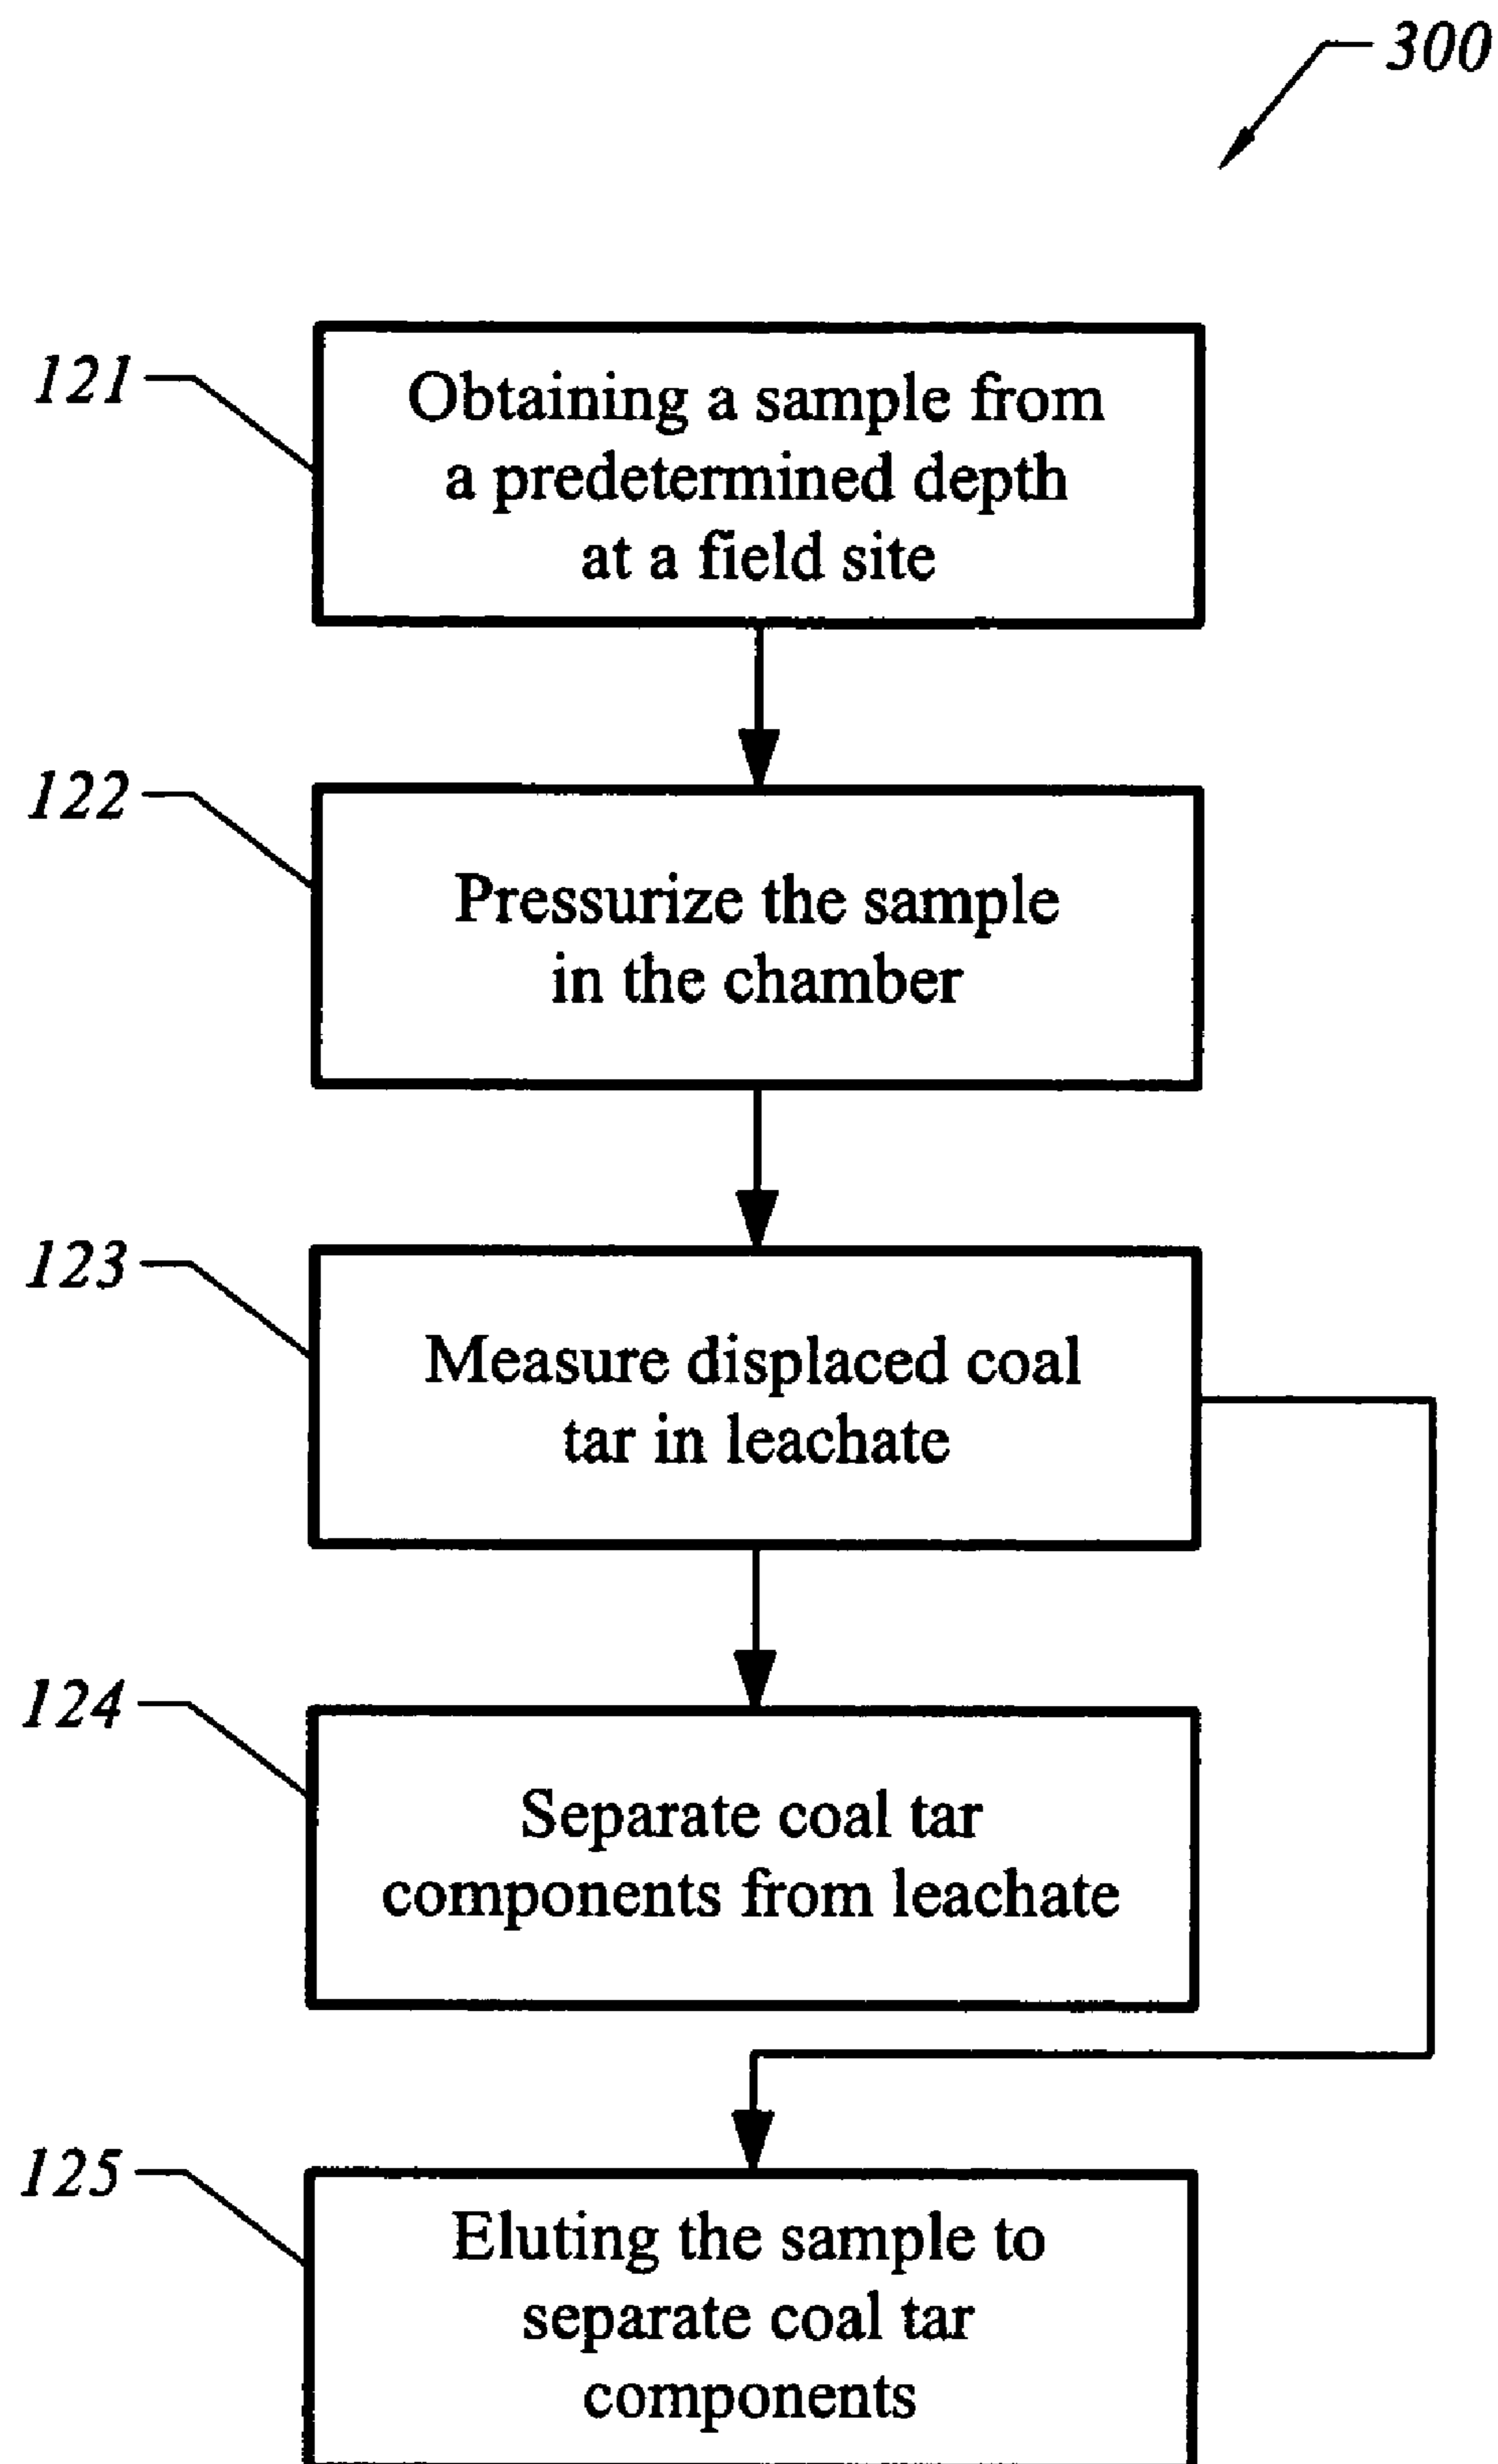 300
121
Obtaining a sample from
a predetermined depth
at a field site
122
Pressurize the sample
in the chamber
123
Measure displaced coal
tar in leachate
124
Separate coal tar
components from leachate
125
Eluting the sample to
separate coal tar
components